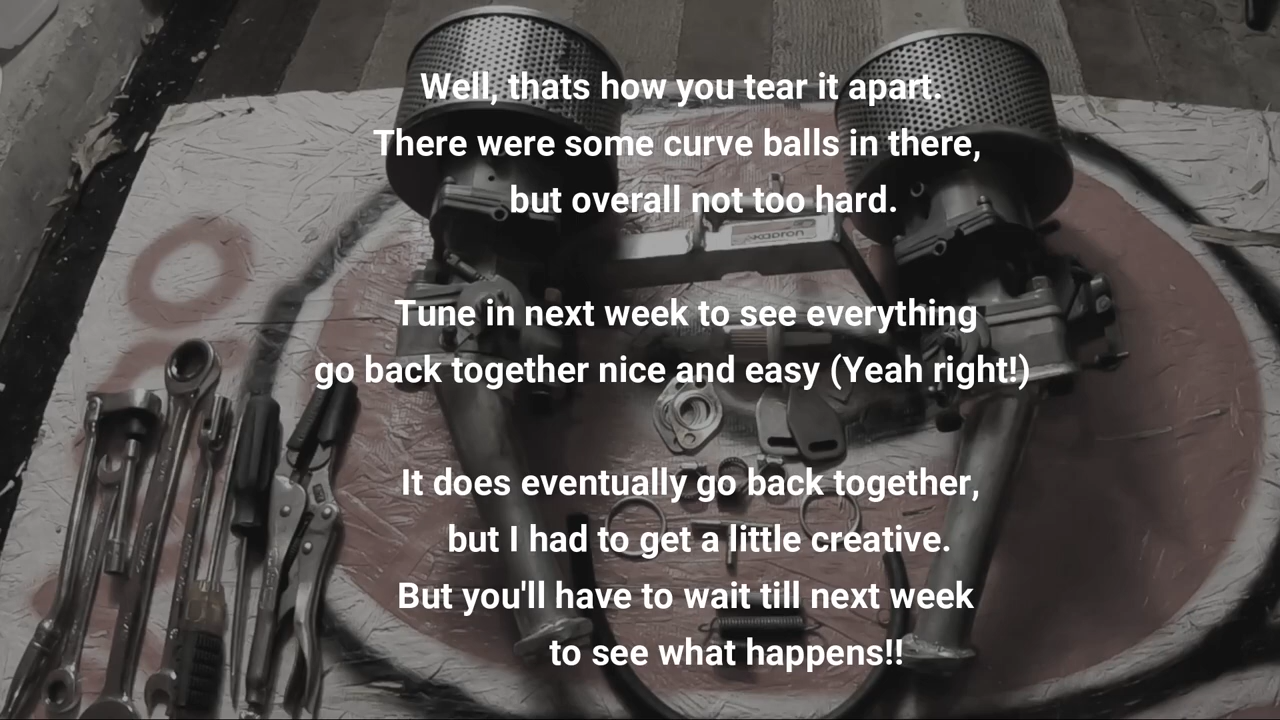 Well, thats how you tear it apart.
There were some curve balls in there,
but overall not too hard.
kadron
Tune in next week to see everything
go back together nice and easy (Yeah right!)
It does eventually go back together,
but I had to get a little creative.
But you'll have to wait till next week
to see what happens!!